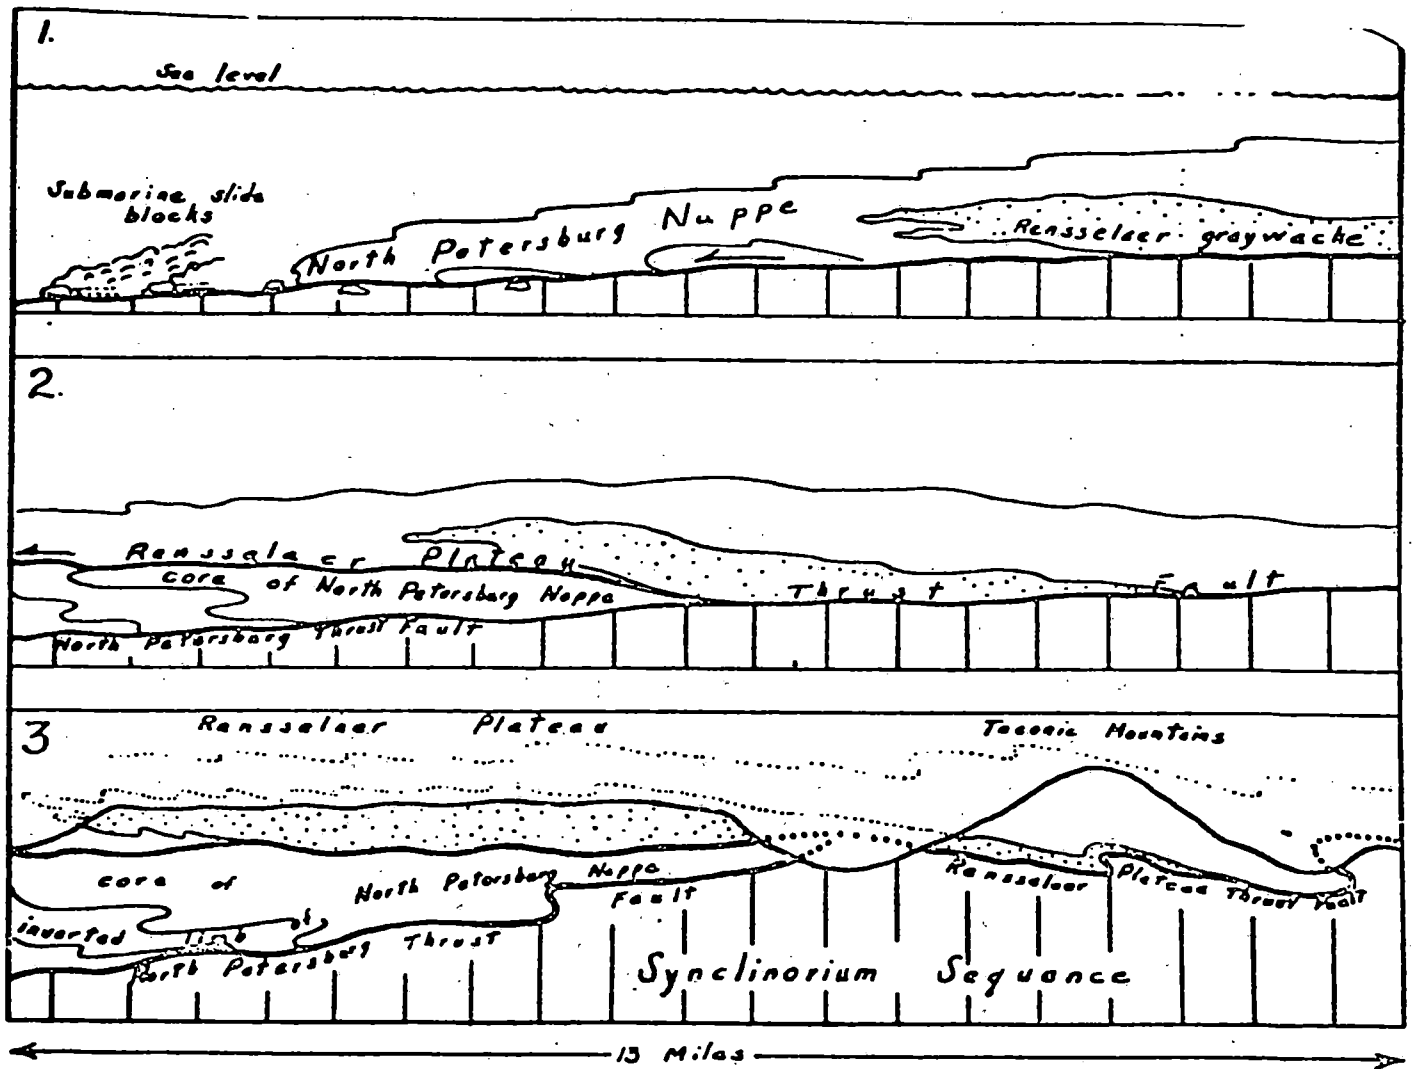 1.
Sea level
Submarine slide
blocks
North Petersburg Nappe
Rensselaer graywacke
2.
Rensselaer Plateau Thrust Fault
core of North Petersburg Nappe
North Petersburg Thrust Fault
3
Rensselaer Plateau
Taconic Mountains
core of North Petersburg Nappe
Rensselaer Plateau Thrust Fault
inverted limb of
North Petersburg Thrust Fault
Synclinorium Sequence
13 Miles